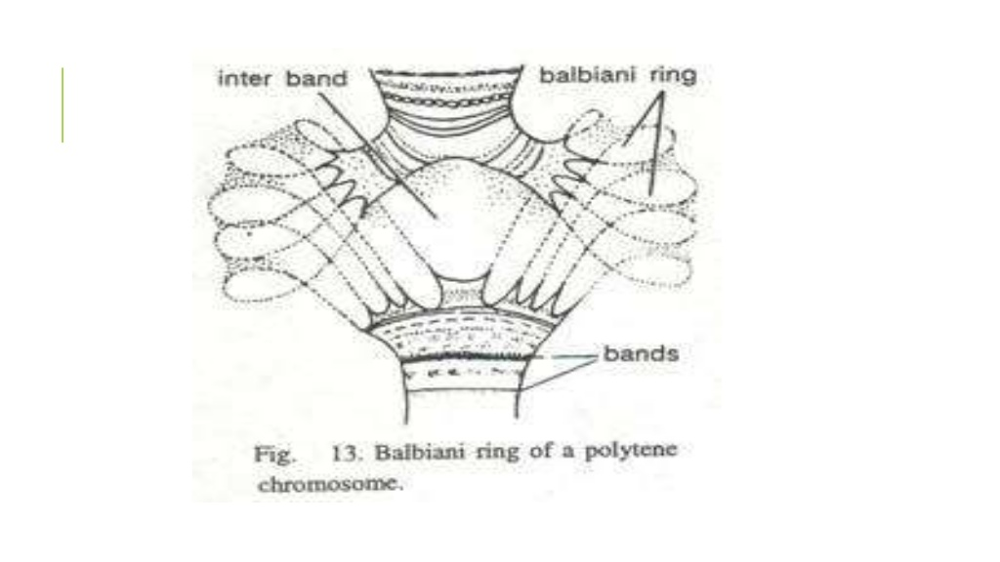 inter band
balbiani ring
bands
Fig. 13. Balbiani ring of a polytene
chromosome.